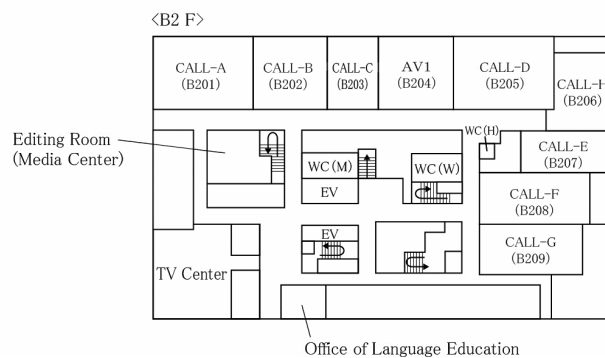 <B2 F>
CALL-A
(B201)
CALL-B
(B202)
CALL-C
(B203)
AV1
(B204)
CALL-D
(B205)
CALL-H
(B206)
Editing Room
(Media Center)
WC(M)
WC(W)
WC(H)
CALL-E
(B207)
EV
CALL-F
(B208)
EV
CALL-G
(B209)
TV Center
Office of Language Education